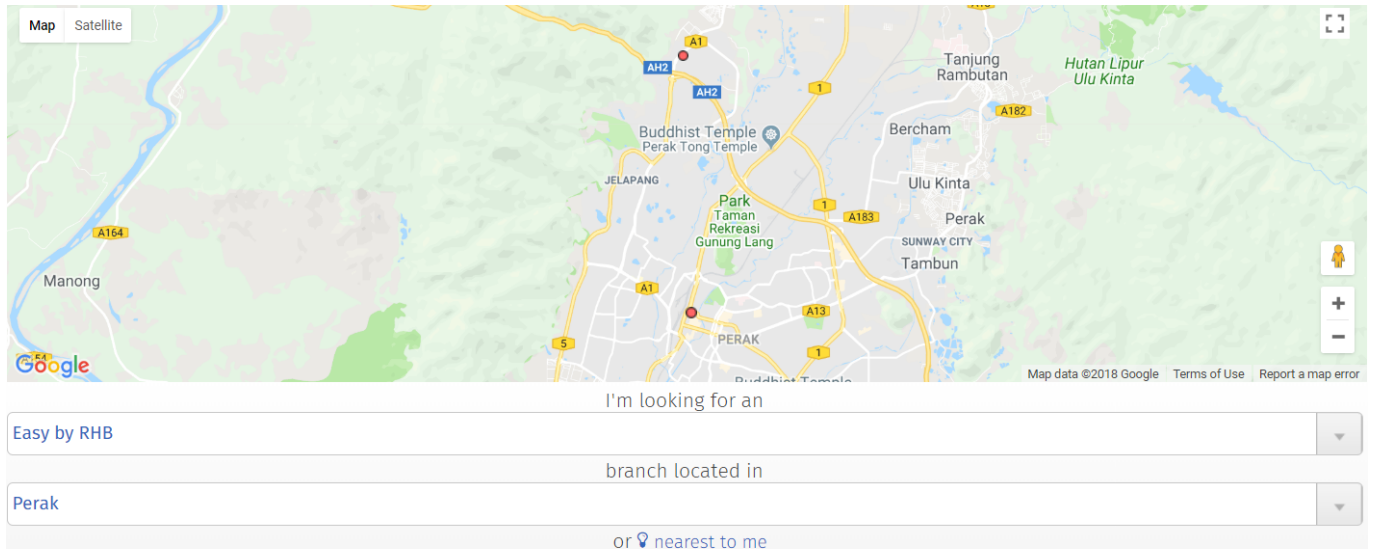 Map Satellite
A1
AH2
AH2
1
Tanjung
Rambutan
Hutan Lipur
Ulu Kinta
A182
Buddhist Temple
Perak Tong Temple
Bercham
JELAPANG
Ulu Kinta
Park
Taman
Rekreasi
Gunung Lang
1
A183
Perak
A164
SUNWAY CITY
Tambun
Manong
A1
A13
PERAK
5
1
Google
Buddhist Temple
Map data ©2018 Google Terms of Use Report a map error
I'm looking for an
Easy by RHB
branch located in
Perak
or nearest to me